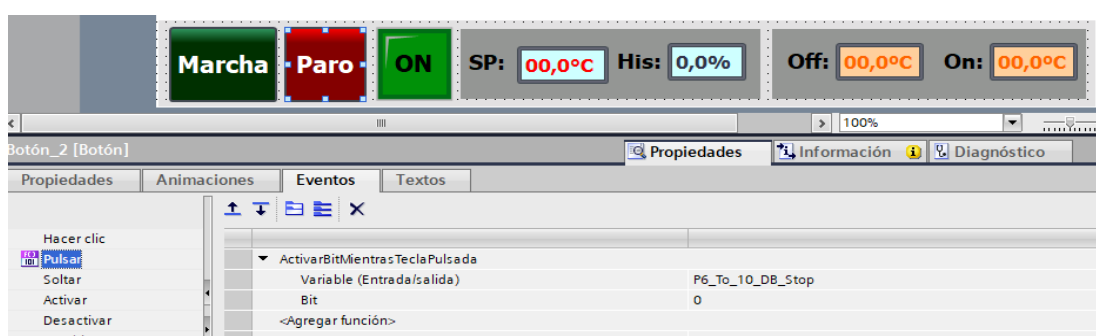 Marcha Paro ON SP: 00,0ºC His: 0,0% Off: 00,0ºC On: 00,0ºC
100%
Botón_2 [Botón] Propiedades Información Diagnóstico
Propiedades Animaciones Eventos Textos
Hacer clic
Pulsar ActivarBitMientrasTeclaPulsada
Soltar Variable (Entrada/salida) P6_To_10_DB_Stop
Activar Bit 0
Desactivar <Agregar función>